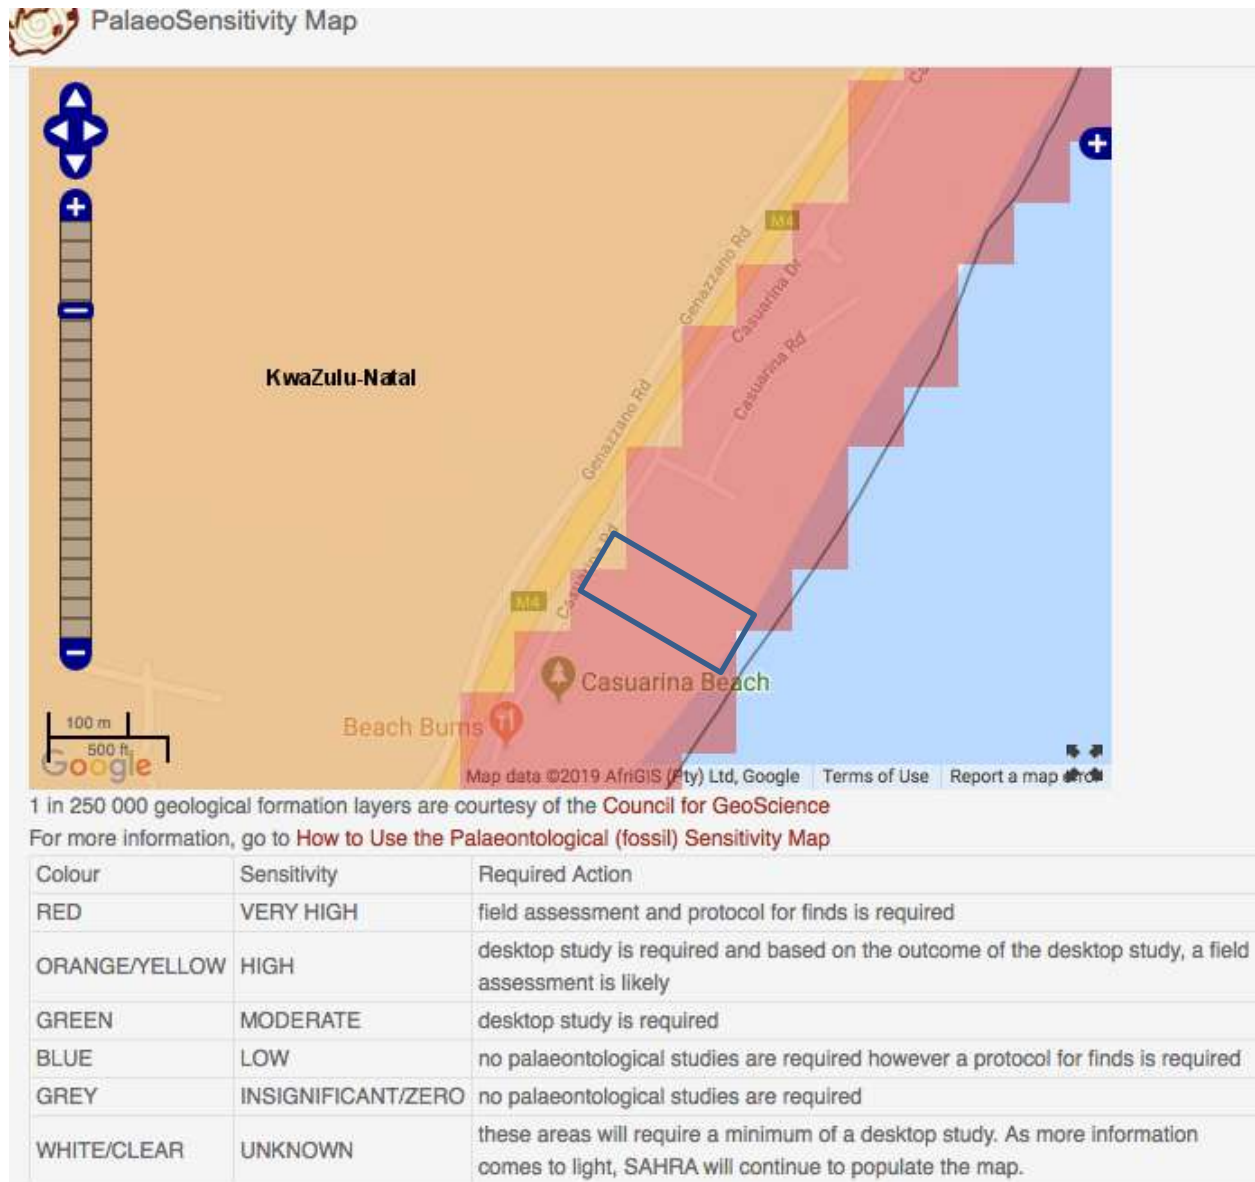 PalaeoSensitivity Map
Ca
M4
Genazzano Rd
Casuarina Dr
Casuarina Rd
KwaZulu-Natal
Genazzano Rd
Casuarina Rd
M4
Casuarina Beach
Beach Bums
100 m
500 ft
Google
Map data ©2019 AfriGIS (Pty) Ltd, Google Terms of Use Report a map error
1 in 250 000 geological formation layers are courtesy of the Council for GeoScience
For more information, go to How to Use the Palaeontological (fossil) Sensitivity Map
Colour Sensitivity Required Action
RED VERY HIGH field assessment and protocol for finds is required
ORANGE/YELLOW HIGH desktop study is required and based on the outcome of the desktop study, a field
assessment is likely
GREEN MODERATE desktop study is required
BLUE LOW no palaeontological studies are required however a protocol for finds is required
GREY INSIGNIFICANT/ZERO no palaeontological studies are required
WHITE/CLEAR UNKNOWN these areas will require a minimum of a desktop study. As more information
comes to light, SAHRA will continue to populate the map.